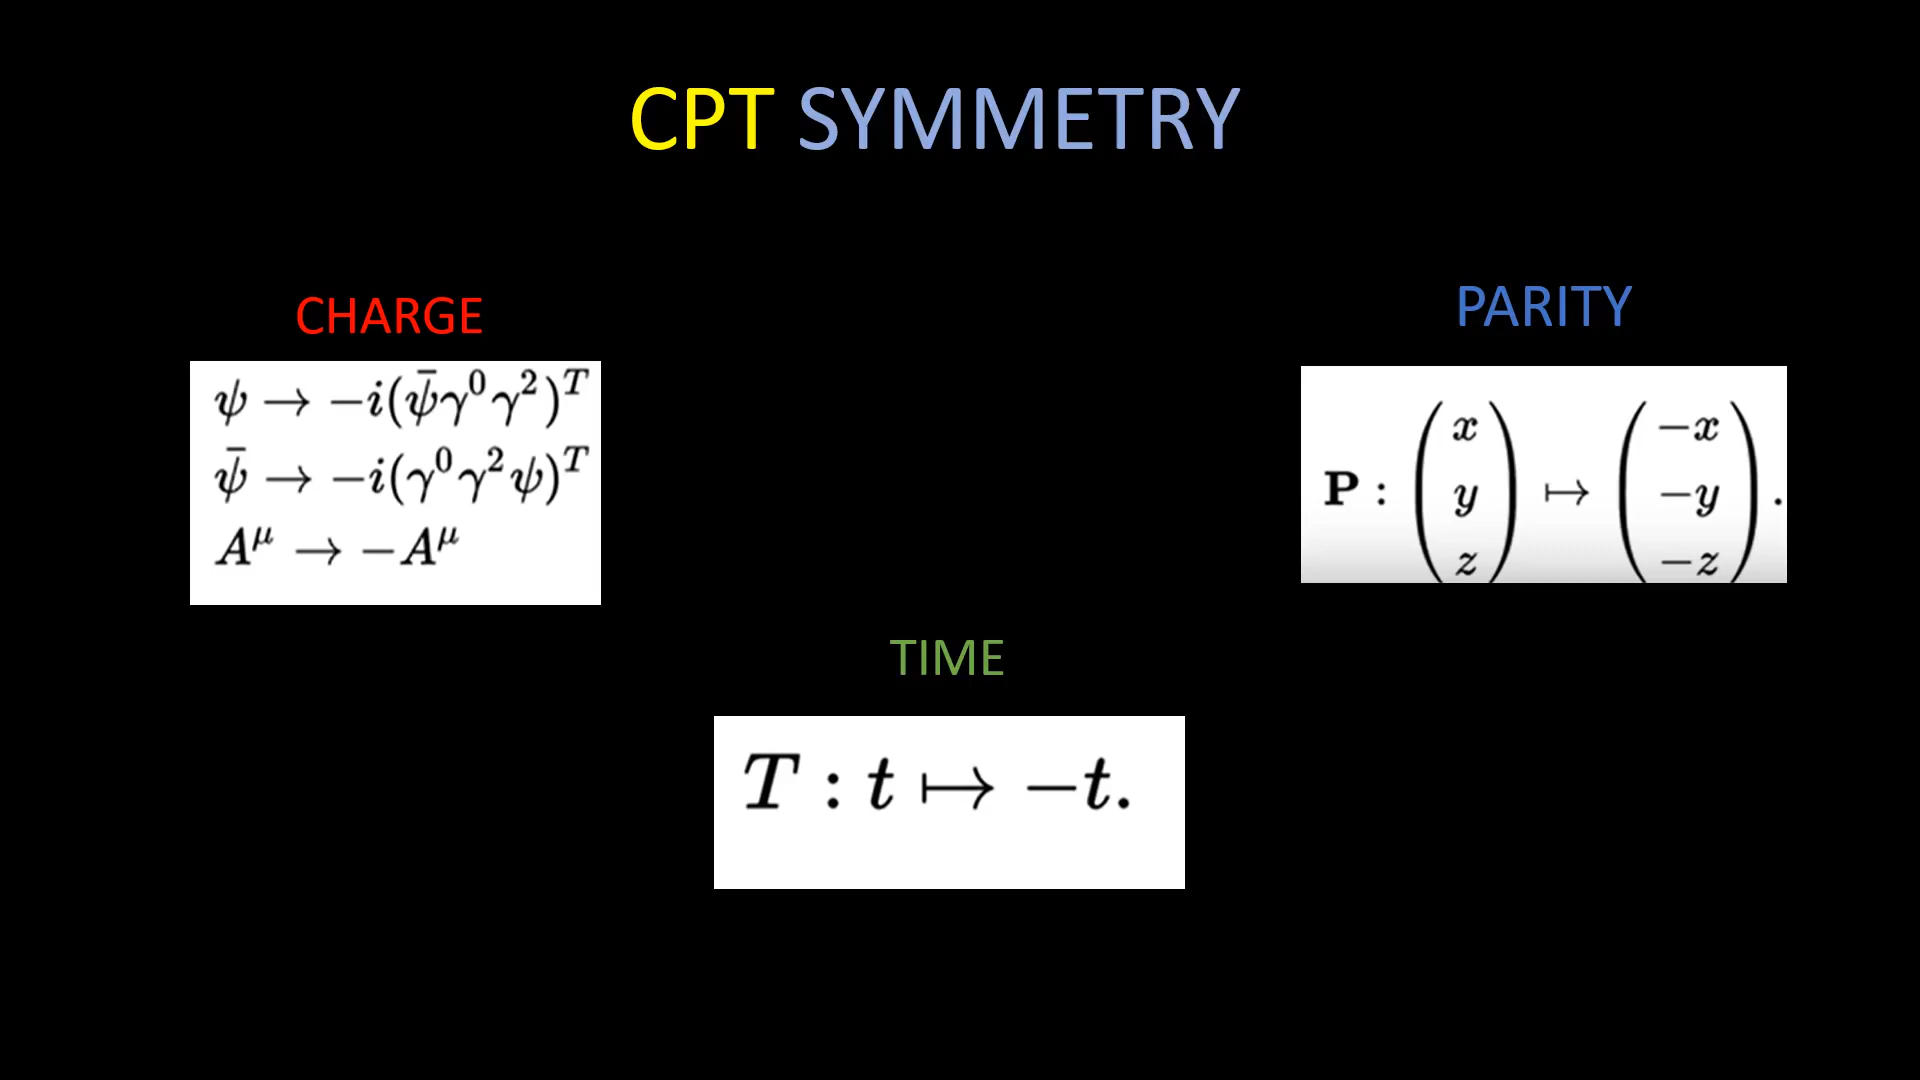 CPT SYMMETRY
CHARGE
ψ → −i(ψ̄γ⁰γ²)ᵀ
ψ̄ → −i(γ⁰γ²ψ)ᵀ
Aᵘ → −Aᵘ
PARITY
P : (x y z) ↦ (−x −y −z).
TIME
T : t ↦ −t.